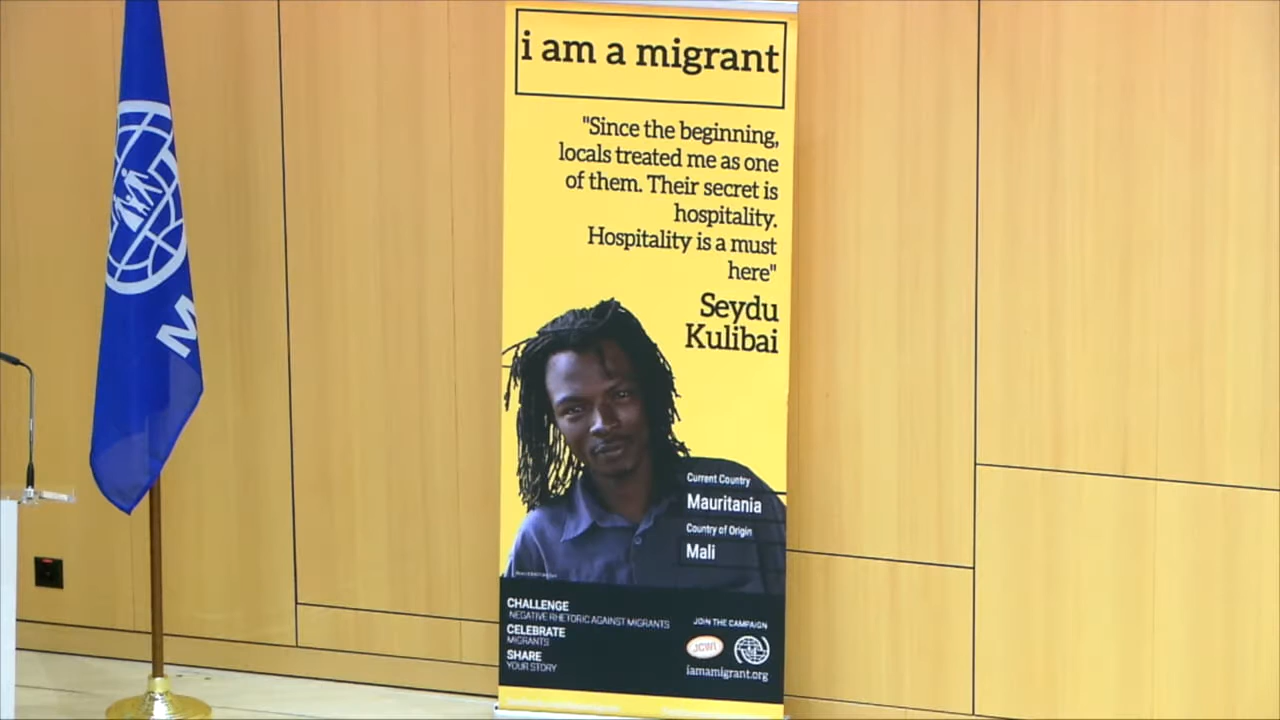 i am a migrant
"Since the beginning,
locals treated me as one
of them. Their secret is
hospitality.
Hospitality is a must
here"
Seydu
Kulibai
M
Current Country
Mauritania
Country of Origin
Mali
CHALLENGE
NEGATIVE RHETORIC AGAINST MIGRANTS
CELEBRATE
MIGRANTS
SHARE
YOUR STORY
JOIN THE CAMPAIGN
JCWI
iamamigrant.org